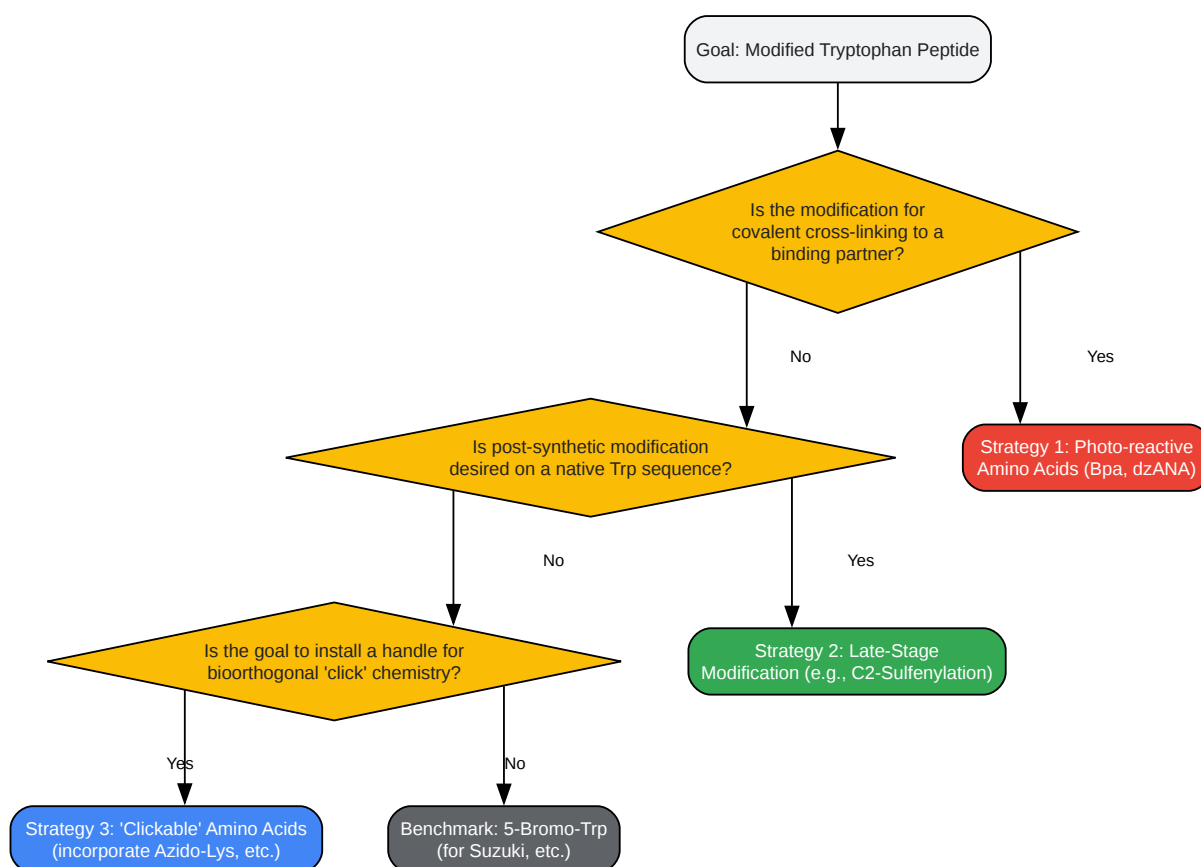 Goal: Modified Tryptophan Peptide
Is the modification for
covalent cross-linking to a
binding partner?
No
Yes
Is post-synthetic modification
desired on a native Trp sequence?
Strategy 1: Photo-reactive
Amino Acids (Bpa, dzANA)
No
Yes
Is the goal to install a handle for
bioorthogonal 'click' chemistry?
Strategy 2: Late-Stage
Modification (e.g., C2-Sulfenylation)
Yes
No
Strategy 3: 'Clickable' Amino Acids
(incorporate Azido-Lys, etc.)
Benchmark: 5-Bromo-Trp
(for Suzuki, etc.)